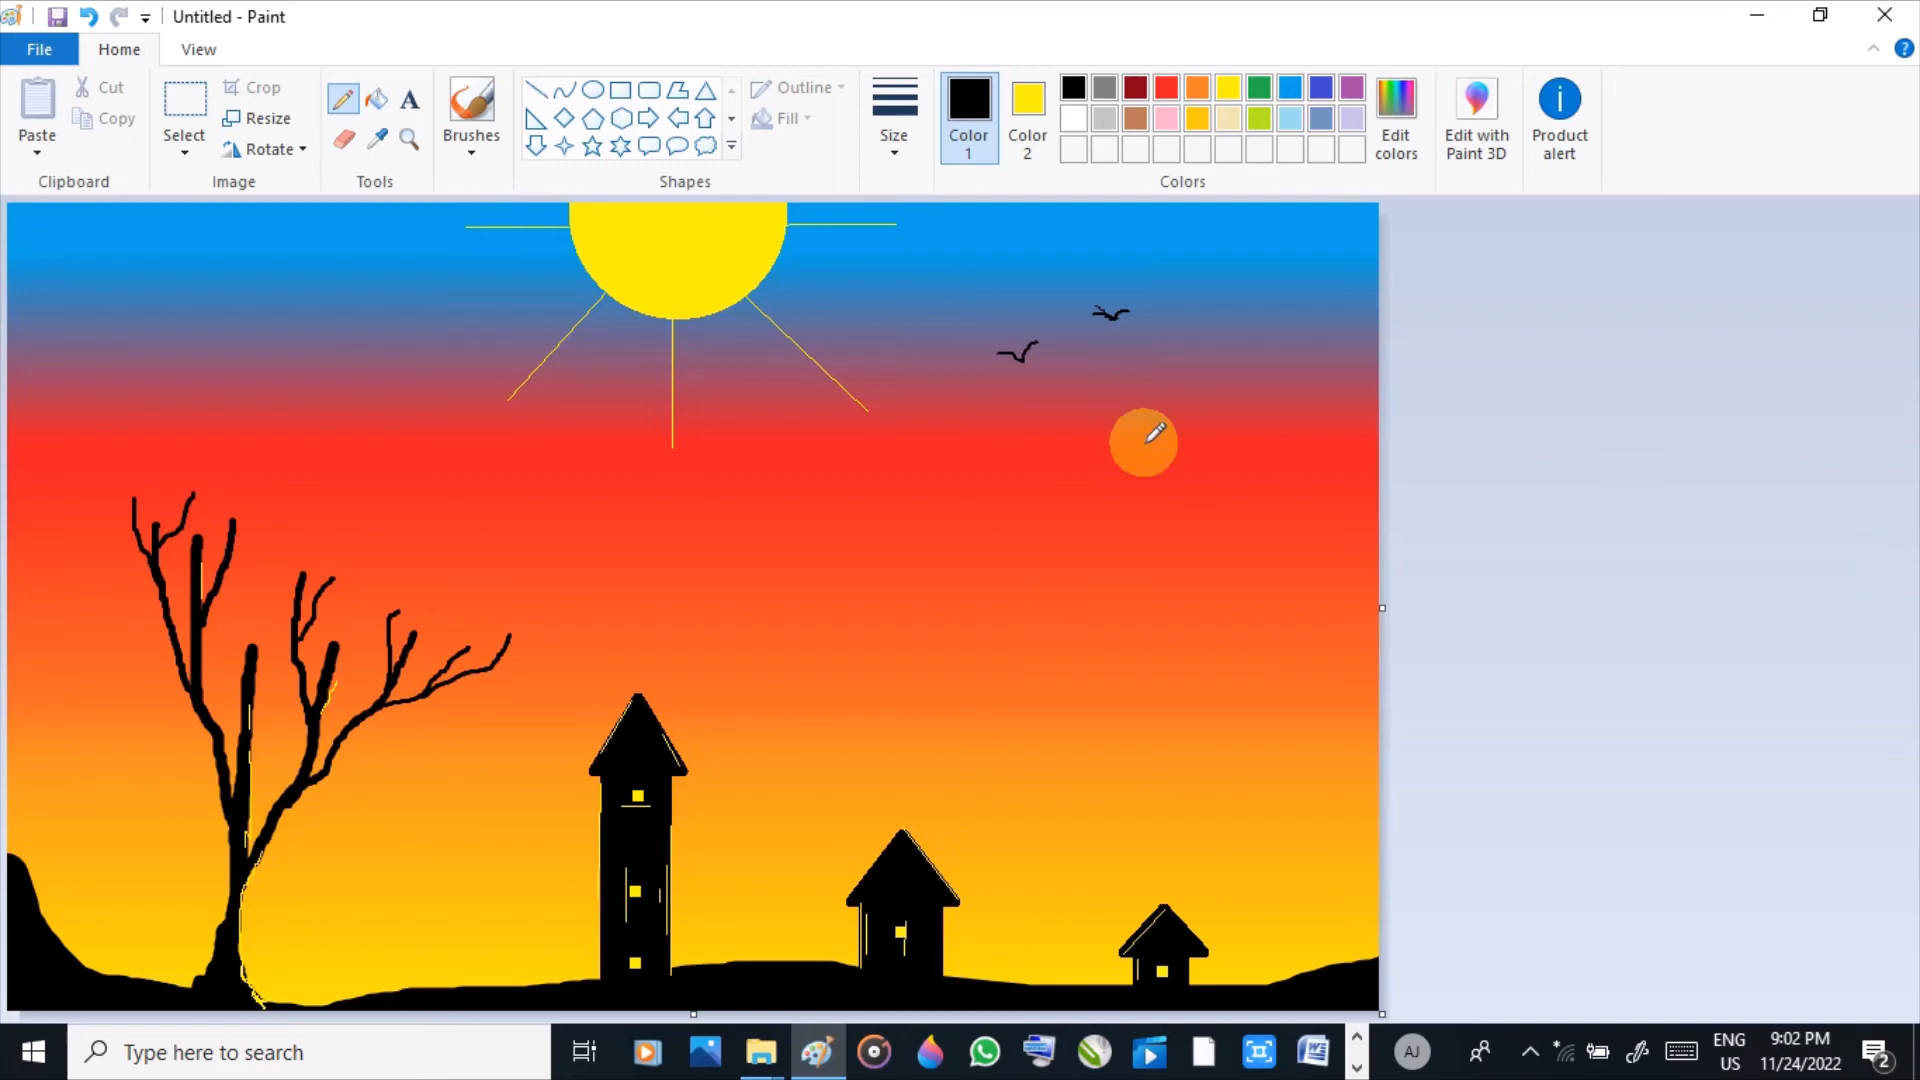 Untitled - Paint
File Home View
Paste
Cut
Copy
Clipboard
Select
Crop
Resize
Rotate
Image
A
Tools
Brushes
Shapes
Outline
Fill
Size
Color 1
Color 2
Colors
Edit colors
Edit with Paint 3D
Product alert
Type here to search
AJ
ENG
US
9:02 PM
11/24/2022
2